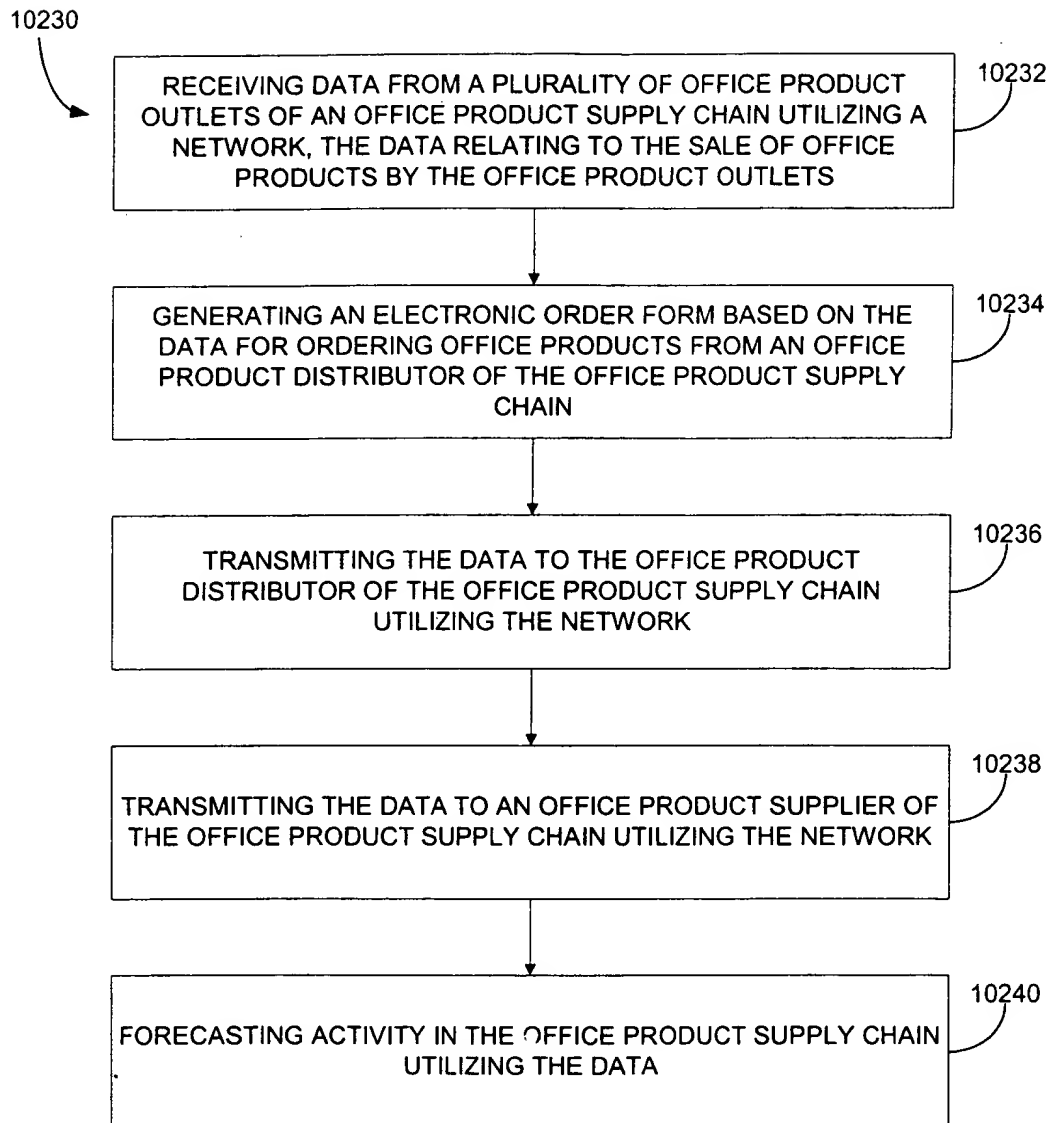 10230
RECEIVING DATA FROM A PLURALITY OF OFFICE PRODUCT
OUTLETS OF AN OFFICE PRODUCT SUPPLY CHAIN UTILIZING A
NETWORK, THE DATA RELATING TO THE SALE OF OFFICE
PRODUCTS BY THE OFFICE PRODUCT OUTLETS
10232
GENERATING AN ELECTRONIC ORDER FORM BASED ON THE
DATA FOR ORDERING OFFICE PRODUCTS FROM AN OFFICE
PRODUCT DISTRIBUTOR OF THE OFFICE PRODUCT SUPPLY
CHAIN
10234
TRANSMITTING THE DATA TO THE OFFICE PRODUCT
DISTRIBUTOR OF THE OFFICE PRODUCT SUPPLY CHAIN
UTILIZING THE NETWORK
10236
TRANSMITTING THE DATA TO AN OFFICE PRODUCT SUPPLIER OF
THE OFFICE PRODUCT SUPPLY CHAIN UTILIZING THE NETWORK
10238
FORECASTING ACTIVITY IN THE OFFICE PRODUCT SUPPLY CHAIN
UTILIZING THE DATA
10240